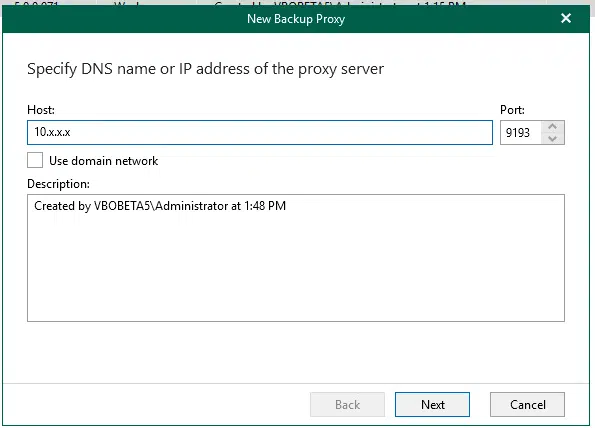 New Backup Proxy
Specify DNS name or IP address of the proxy server
Host:
Port:
10.x.x.x
9193
Use domain network
Description:
Created by VBOBETA5\Administrator at 1:48 PM
Back
Next
Cancel